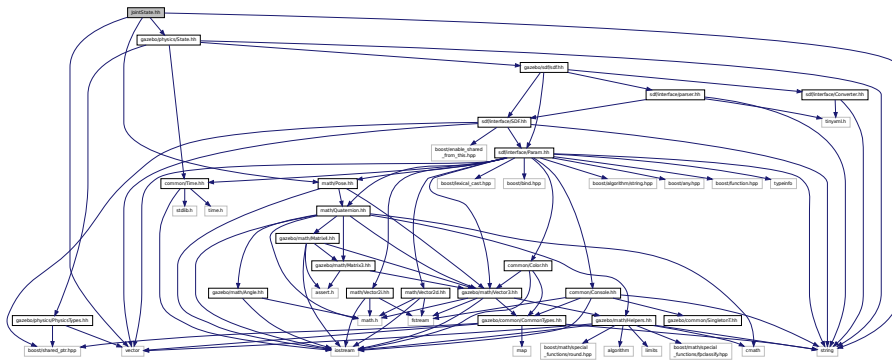 JointState.hh
gazebo/physics/State.hh
gazebo/sdf/sdf.hh
sdf/interface/parser.hh
sdf/interface/Converter.hh
sdf/interface/SDF.hh
tinyxml.h
boost/enable_shared
_from_this.hpp
sdf/interface/Param.hh
common/Time.hh
math/Pose.hh
boost/lexical_cast.hpp
boost/bind.hpp
boost/algorithm/string.hpp
boost/any.hpp
boost/function.hpp
typeinfo
stdlib.h
time.h
math/Quaternion.hh
gazebo/math/Matrix4.hh
gazebo/math/Matrix3.hh
common/Color.hh
gazebo/math/Angle.hh
assert.h
math/Vector2i.hh
math/Vector2d.hh
gazebo/math/Vector3.hh
common/Console.hh
gazebo/physics/PhysicsTypes.hh
math.h
fstream
gazebo/common/CommonTypes.hh
gazebo/math/Helpers.hh
gazebo/common/SingletonT.hh
boost/shared_ptr.hpp
vector
iostream
map
boost/math/special
_functions/round.hpp
algorithm
limits
boost/math/special
_functions/fpclassify.hpp
cmath
string